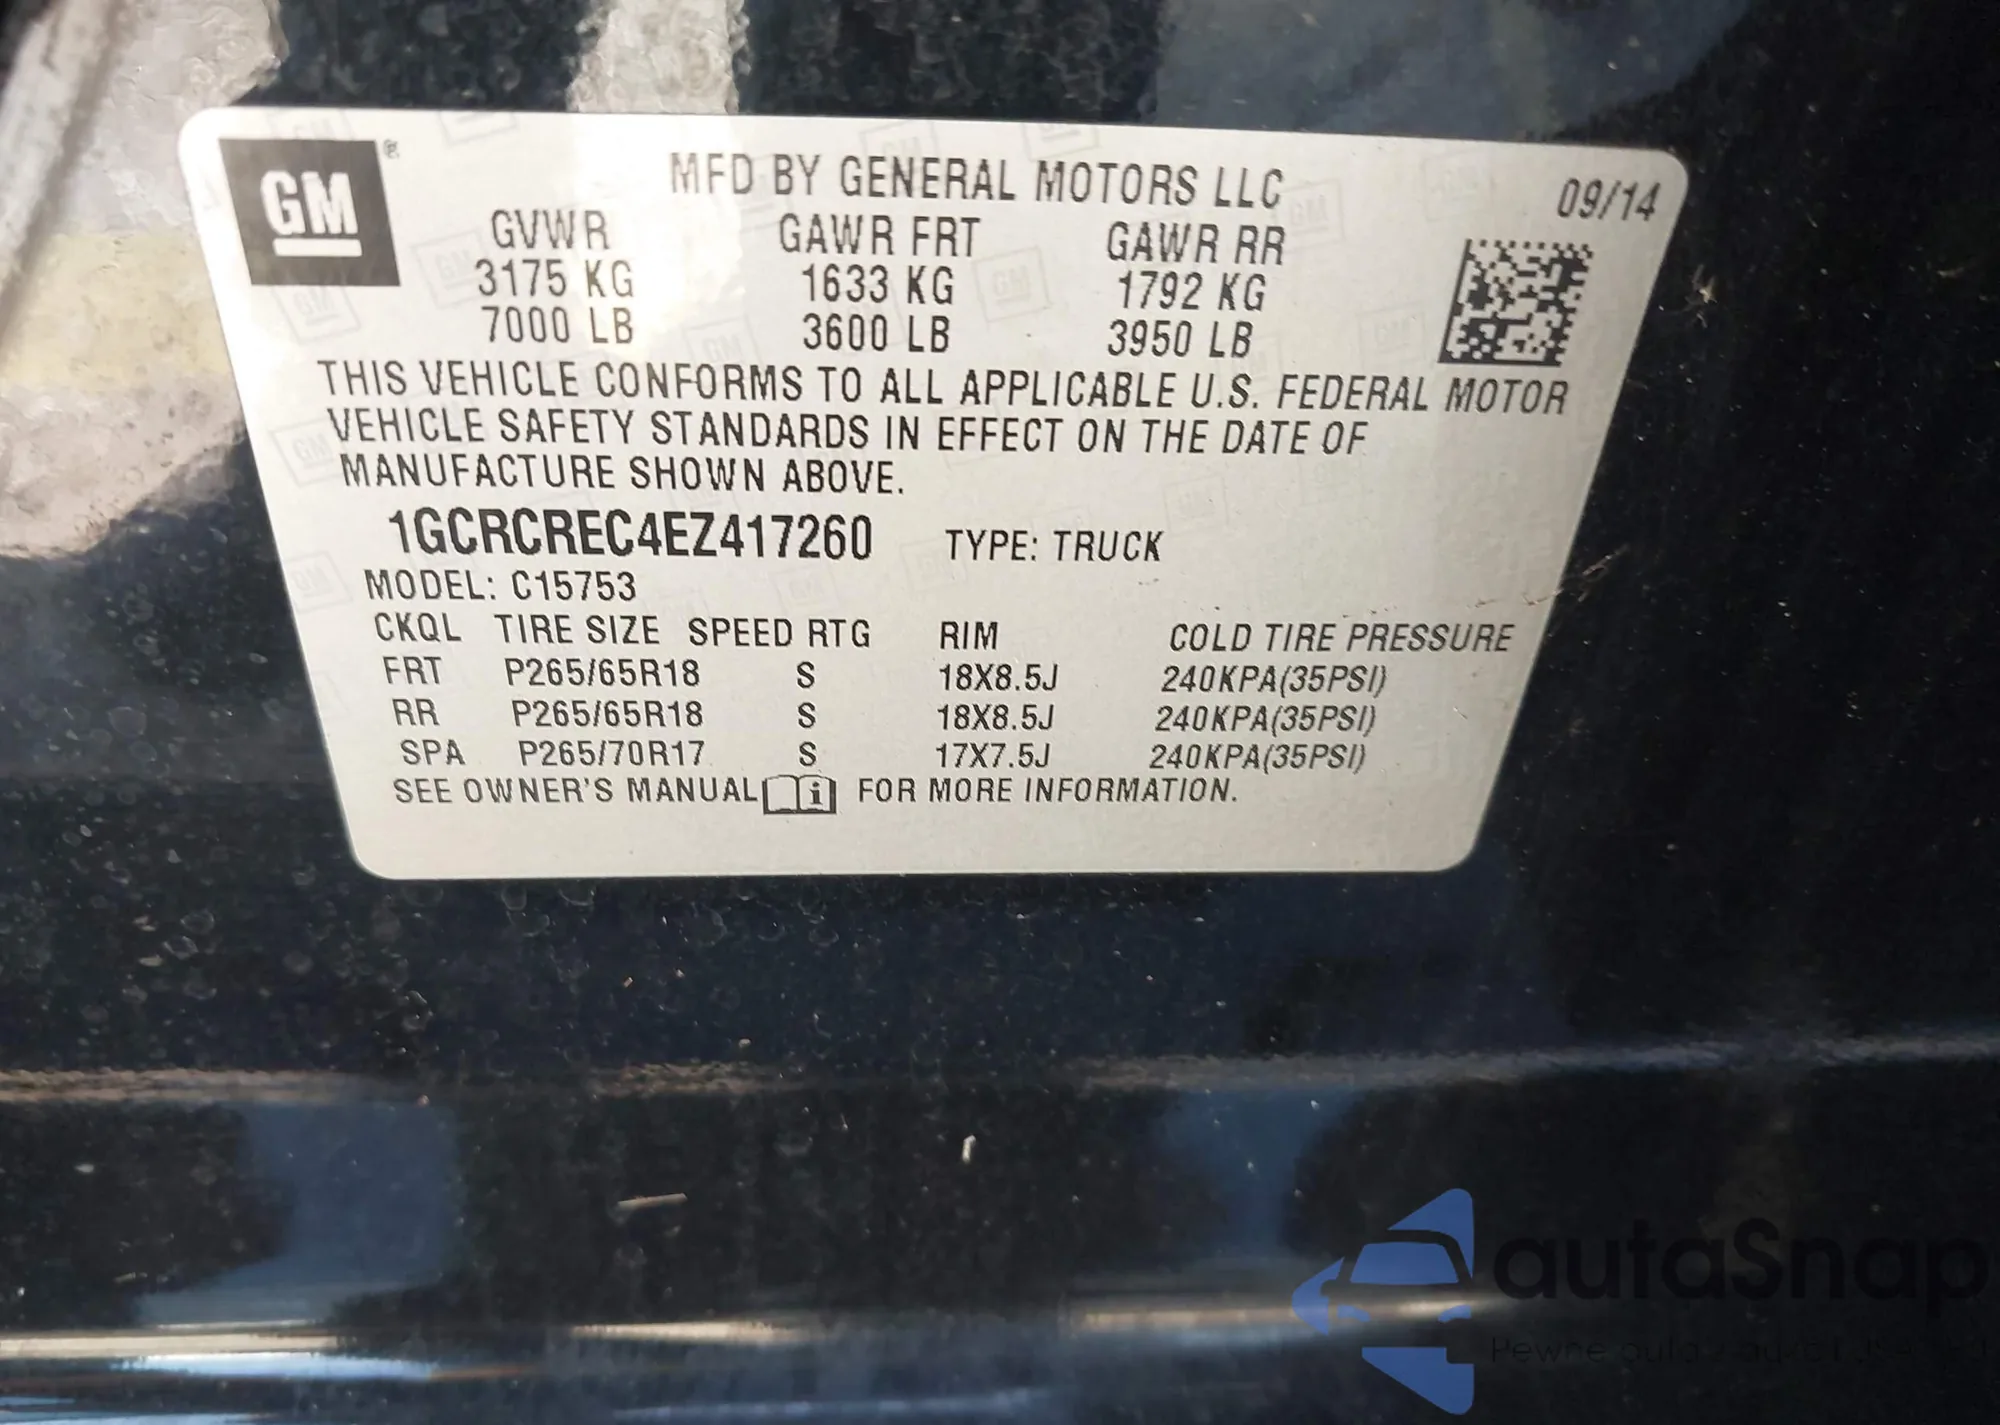 GM ®
MFD BY GENERAL MOTORS LLC
09/14
GVWR GAWR FRT GAWR RR
3175 KG 1633 KG 1792 KG
7000 LB 3600 LB 3950 LB
THIS VEHICLE CONFORMS TO ALL APPLICABLE U.S. FEDERAL MOTOR
VEHICLE SAFETY STANDARDS IN EFFECT ON THE DATE OF
MANUFACTURE SHOWN ABOVE.
1GCRCREC4EZ417260 TYPE: TRUCK
MODEL: C15753
CKQL TIRE SIZE SPEED RTG RIM COLD TIRE PRESSURE
FRT P265/65R18 S 18X8.5J 240KPA(35PSI)
RR P265/65R18 S 18X8.5J 240KPA(35PSI)
SPA P265/70R17 S 17X7.5J 240KPA(35PSI)
SEE OWNER'S MANUAL i FOR MORE INFORMATION.
autaSnap
Pewne auto z